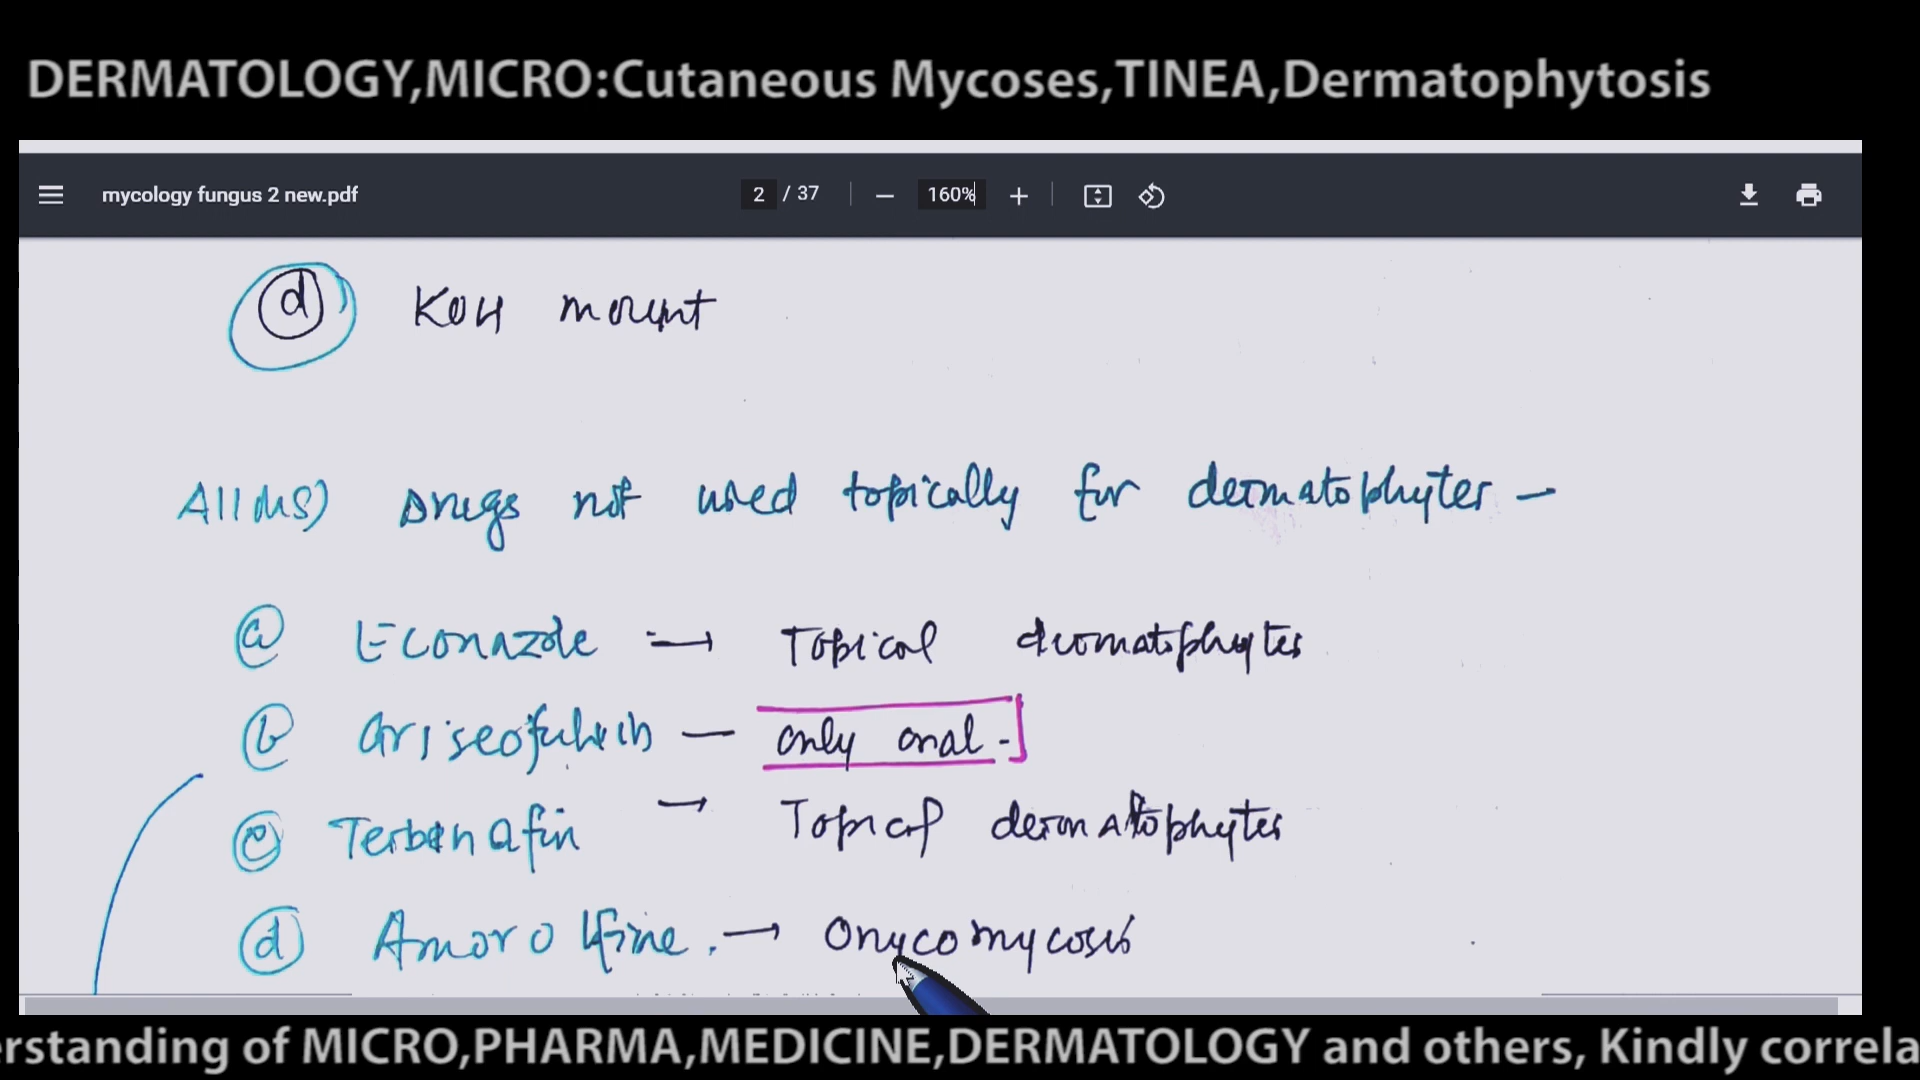 DERMATOLOGY,MICRO:Cutaneous Mycoses,TINEA,Dermatophytosis
mycology fungus 2 new.pdf 2 / 37 160%
d KOH mount
AIIMS) Drugs not used topically for dermatophytes –
a Econazole → Topical dermatophytes
b Griseofulvin – only oral -]
c Terbinafin → Topical dermatophytes
d Amorolfine. → Onycomycosis
erstanding of MICRO,PHARMA,MEDICINE,DERMATOLOGY and others, Kindly correla